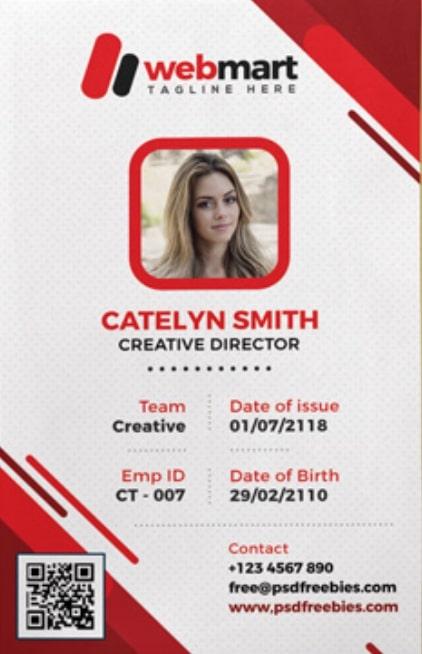 webmart
TAGLINE HERE
CATELYN SMITH
CREATIVE DIRECTOR
Team
Creative
Date of issue
01/07/2118
Emp ID
CT - 007
Date of Birth
29/02/2110
Contact
+123 4567 890
free@psdfreebies.com
www.psdfreebies.com